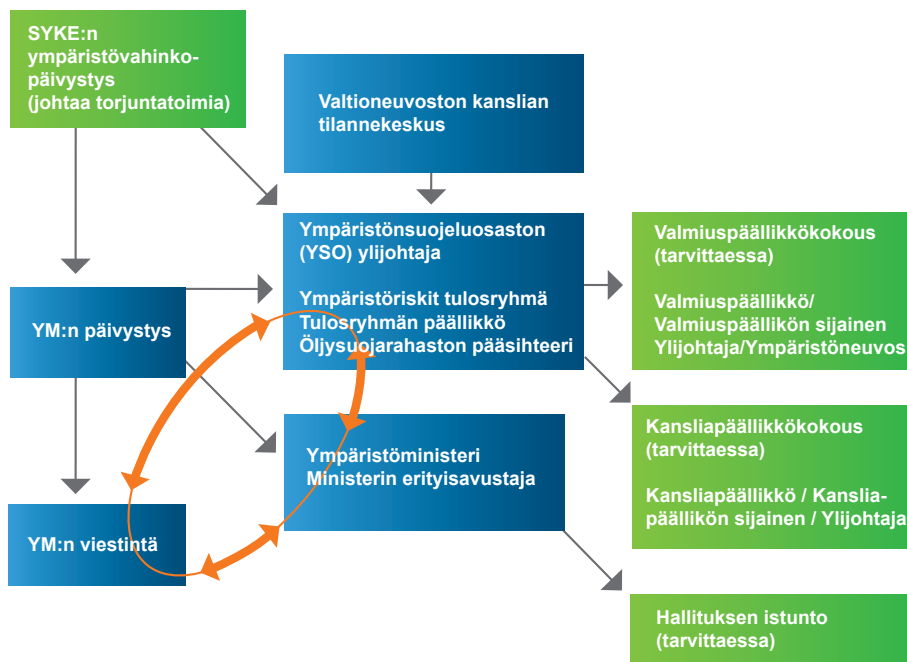 SYKE:n
ympäristövahinko-
päivystys
(johtaa torjuntatoimia)
Valtioneuvoston kanslian
tilannekeskus
Ympäristönsuojeluosaston
(YSO) ylijohtaja
Ympäristöriskit tulosryhmä
Tulosryhmän päällikkö
Öljysuojarahaston pääsihteeri
Valmiuspäällikkökokous
(tarvittaessa)
Valmiuspäällikkö/
Valmiuspäällikön sijainen
Ylijohtaja/Ympäristöneuvos
YM:n päivystys
Kansliapäällikkökokous
(tarvittaessa)
Kansliapäällikkö / Kanslia-
päällikön sijainen / Ylijohtaja
Ympäristöministeri
Ministerin erityisavustaja
YM:n viestintä
Hallituksen istunto
(tarvittaessa)